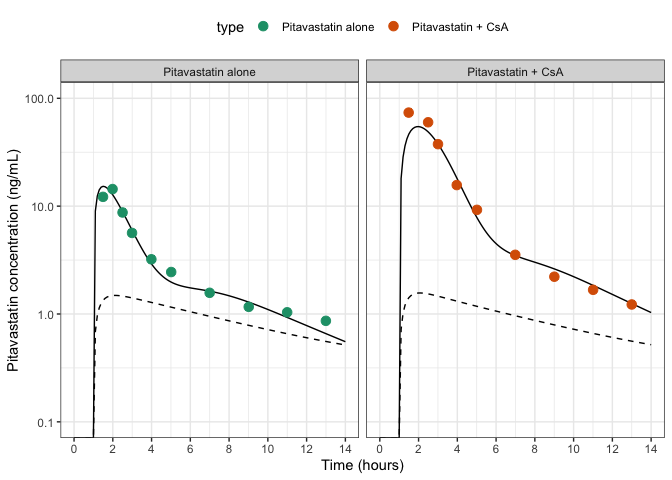 type Pitavastatin alone Pitavastatin + CsA
Pitavastatin alone Pitavastatin + CsA
Pitavastatin concentration (ng/mL)
100.0
10.0
1.0
0.1
0 2 4 6 8 10 12 14 0 2 4 6 8 10 12 14
Time (hours)